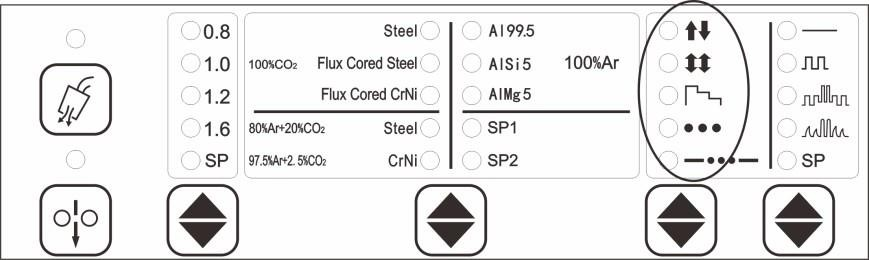 0.8 Steel Al99.5
1.0 100%CO₂ Flux Cored Steel AlSi5 100%Ar
1.2 Flux Cored CrNi AlMg5
1.6 80%Ar+20%CO₂ Steel SP1
SP 97.5%Ar+2.5%CO₂ CrNi SP2 SP